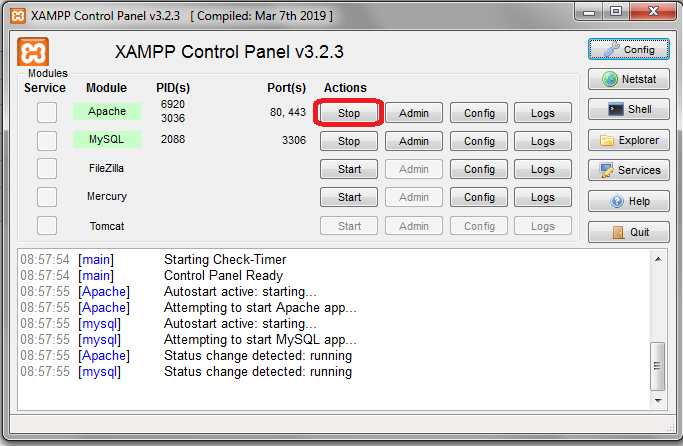 XAMPP Control Panel v3.2.3 [ Compiled: Mar 7th 2019 ]
XAMPP Control Panel v3.2.3
Config
Modules
Service Module PID(s) Port(s) Actions
Netstat
Apache 6920 3036 80, 443 Stop Admin Config Logs
Shell
MySQL 2088 3306 Stop Admin Config Logs
Explorer
FileZilla Start Admin Config Logs
Services
Mercury Start Admin Config Logs
Help
Tomcat Start Admin Config Logs
Quit
08:57:54 [main] Starting Check-Timer
08:57:54 [main] Control Panel Ready
08:57:55 [Apache] Autostart active: starting...
08:57:55 [Apache] Attempting to start Apache app...
08:57:55 [mysql] Autostart active: starting...
08:57:55 [mysql] Attempting to start MySQL app...
08:57:55 [Apache] Status change detected: running
08:57:55 [mysql] Status change detected: running